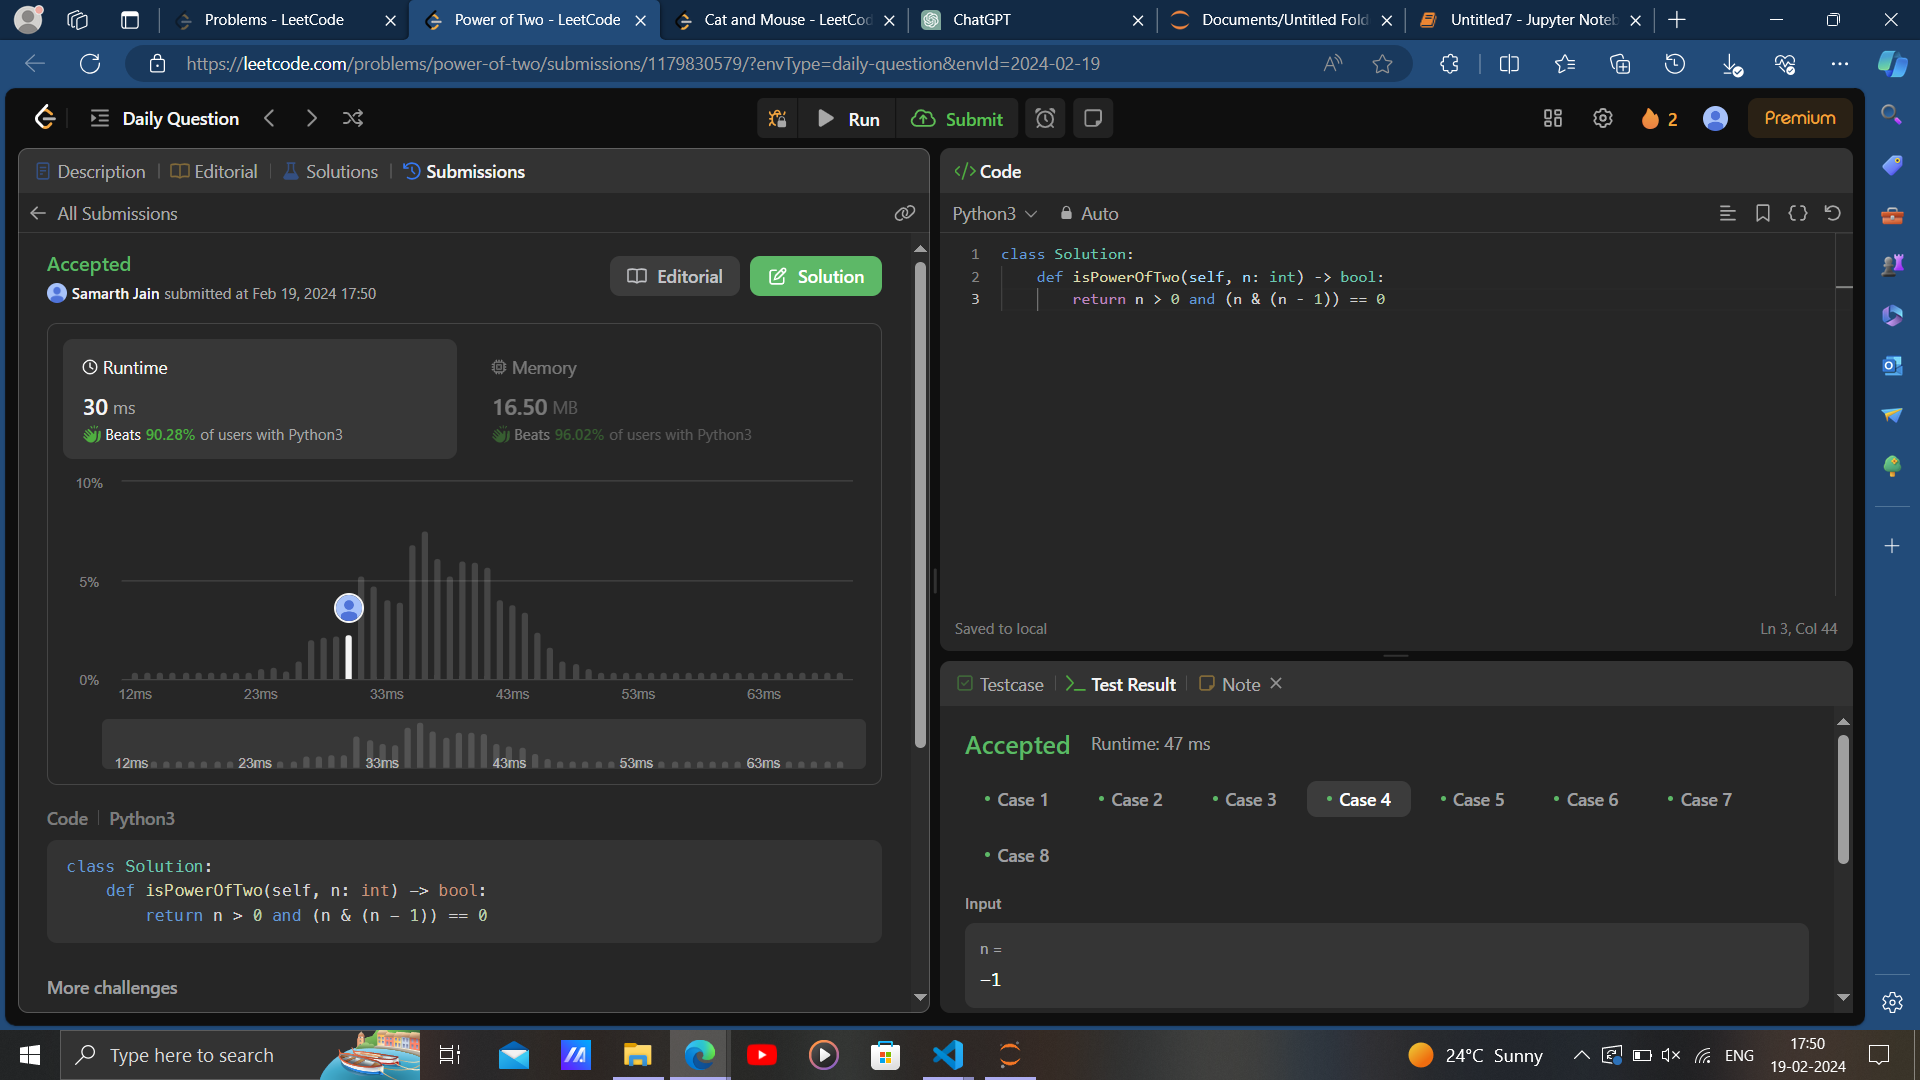 Problems - LeetCode
Power of Two - LeetCode
Cat and Mouse - LeetCod
ChatGPT
Documents/Untitled Fold
Untitled7 - Jupyter Noteb
https://leetcode.com/problems/power-of-two/submissions/1179830579/?envType=daily-question&envId=2024-02-19
Daily Question
Run
Submit
2
Premium
Description
Editorial
Solutions
Submissions
All Submissions
Accepted
Samarth Jain submitted at Feb 19, 2024 17:50
Editorial
Solution
Runtime
30 ms
Beats 90.28% of users with Python3
Memory
16.50 MB
Beats 96.02% of users with Python3
10%
5%
0%
12ms 23ms 33ms 43ms 53ms 63ms
12ms 23ms 33ms 43ms 53ms 63ms
Code
Python3
class Solution:
def isPowerOfTwo(self, n: int) -> bool:
return n > 0 and (n & (n - 1)) == 0
More challenges
</> Code
Python3
Auto
1 class Solution:
2 def isPowerOfTwo(self, n: int) -> bool:
3 return n > 0 and (n & (n - 1)) == 0
Saved to local
Ln 3, Col 44
Testcase
Test Result
Note
Accepted
Runtime: 47 ms
Case 1
Case 2
Case 3
Case 4
Case 5
Case 6
Case 7
Case 8
Input
n =
-1
Type here to search
24°C Sunny
ENG
17:50
19-02-2024